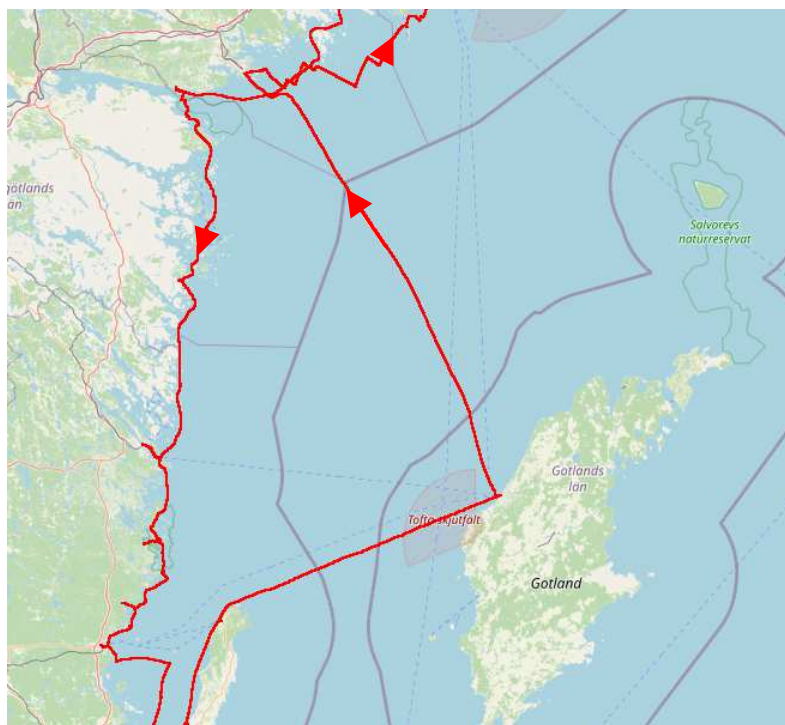 götlands
län
Salvorevs
naturreservat
Gotlands
län
Tofta skjutfält
Gotland